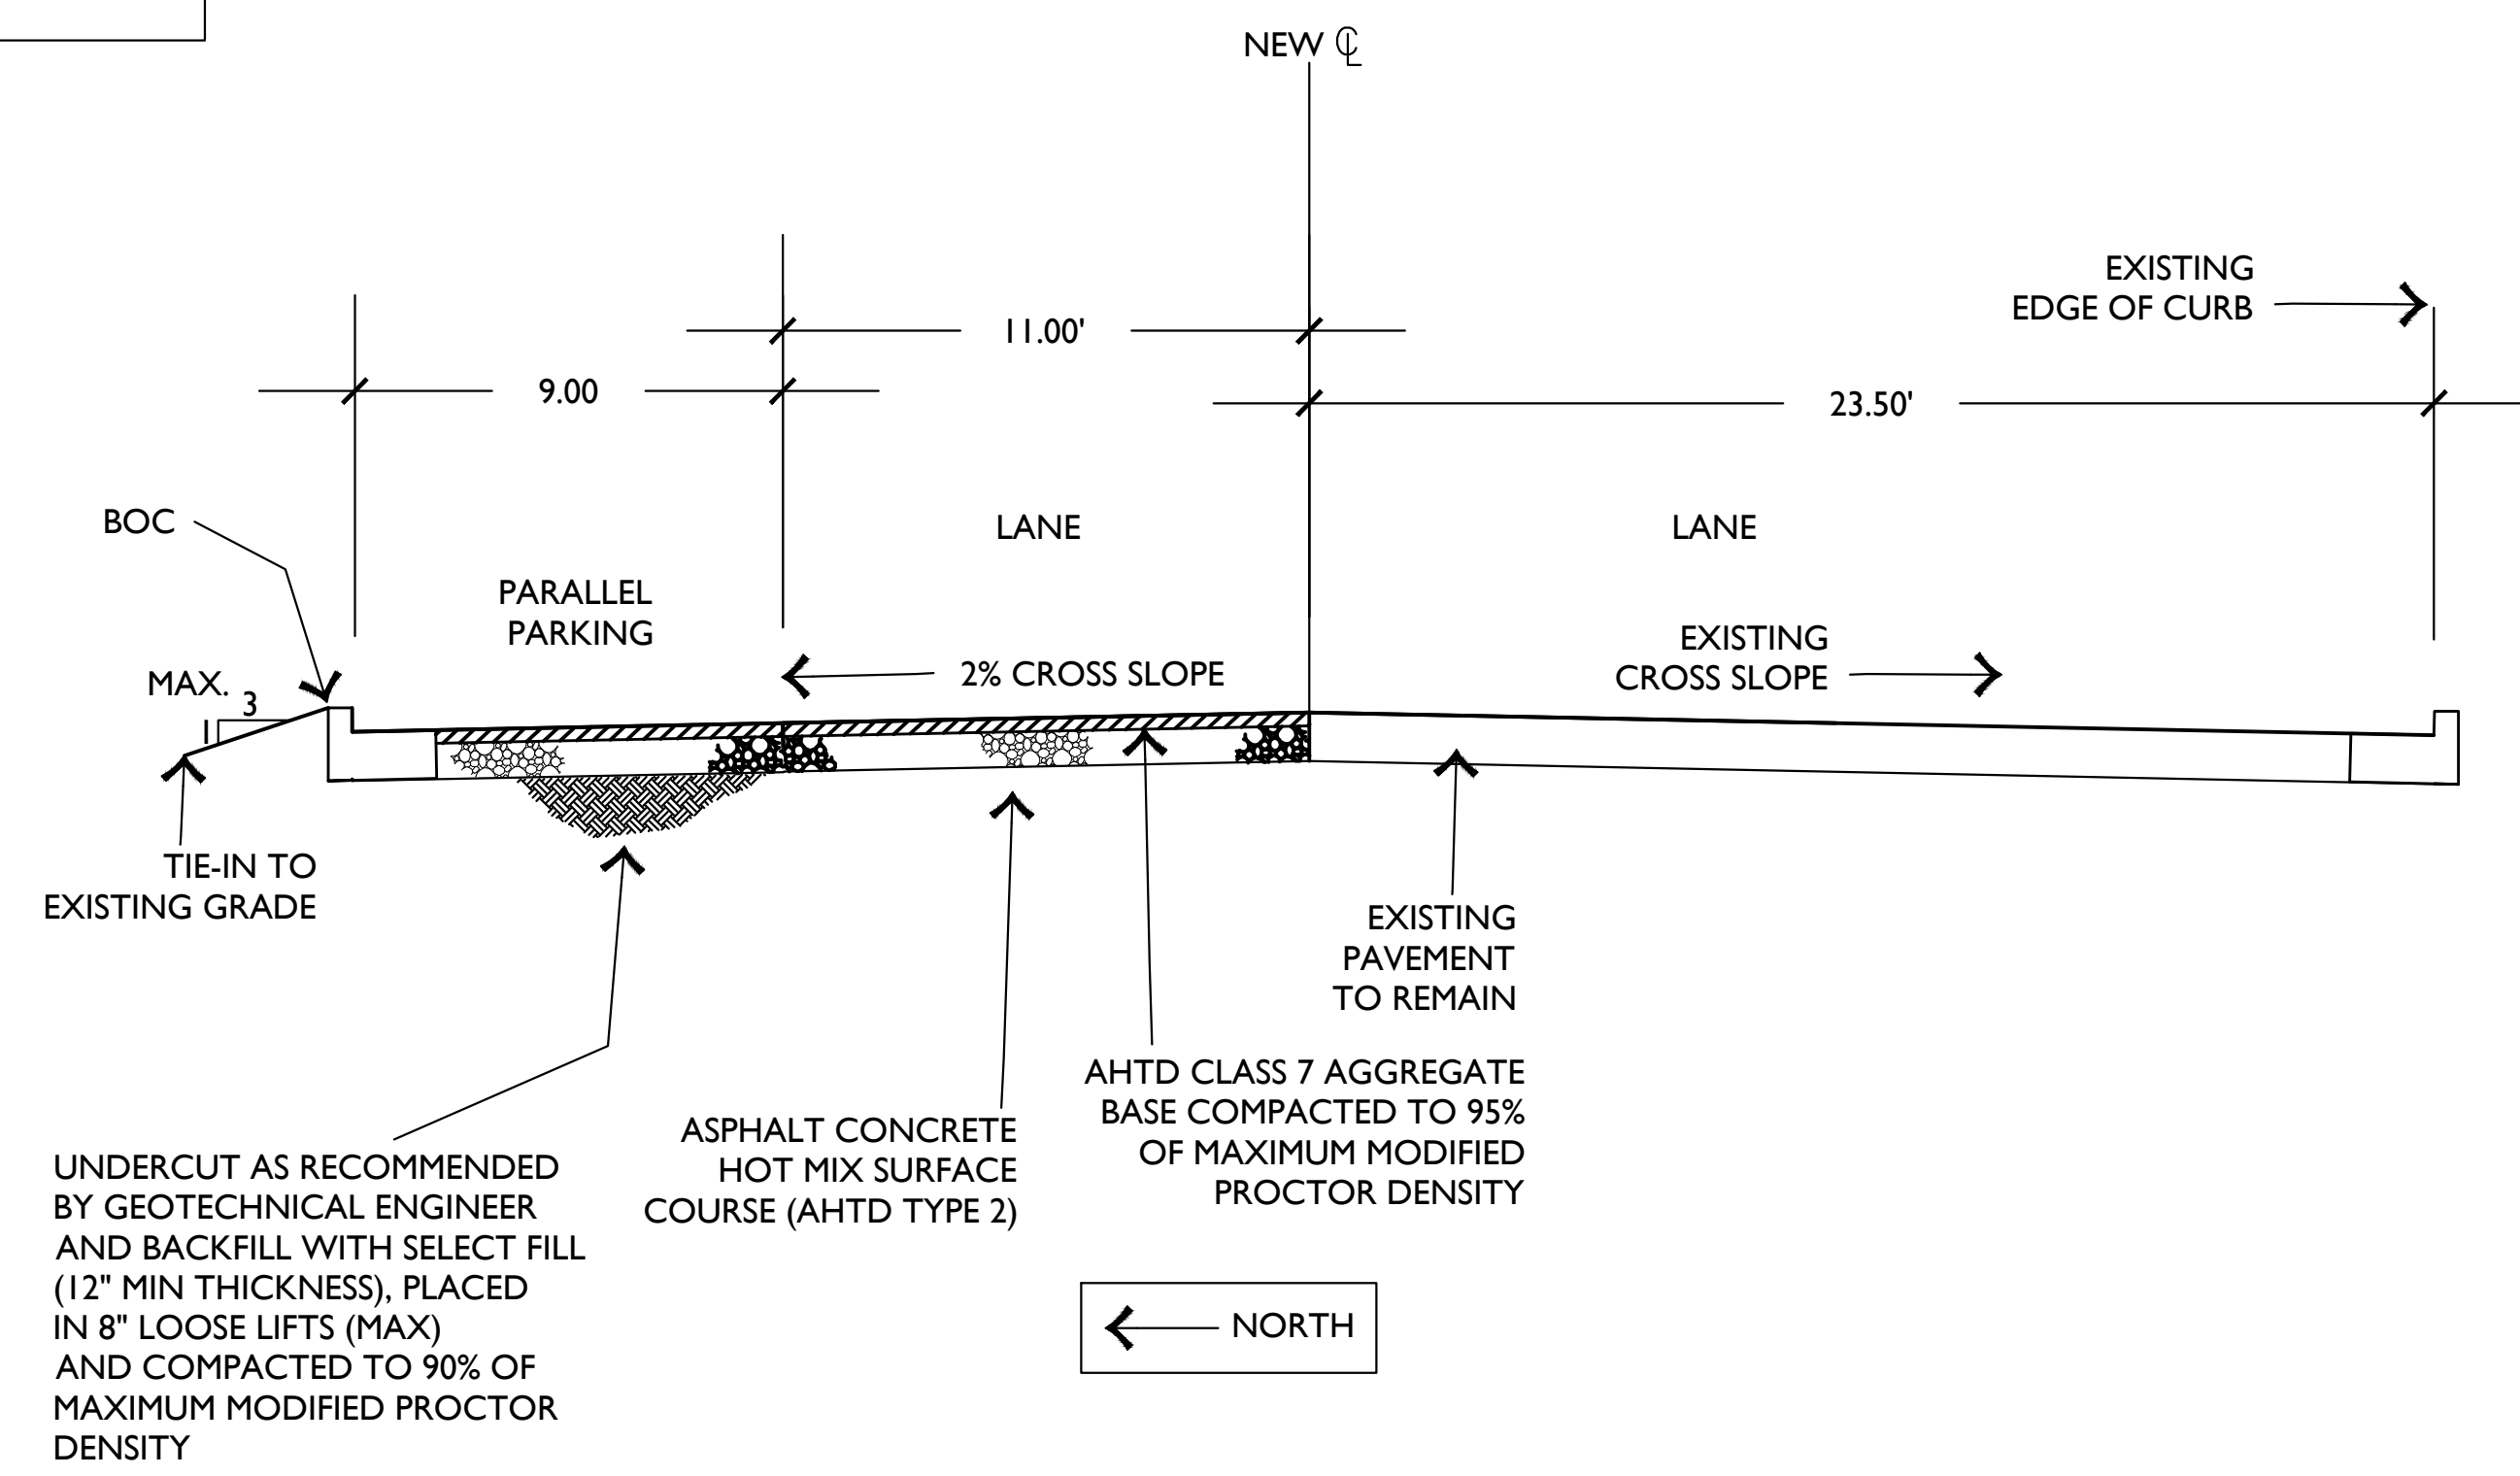 NEW ℄
EXISTING
EDGE OF CURB
11.00'
9.00
23.50'
BOC
LANE
LANE
PARALLEL
PARKING
2% CROSS SLOPE
EXISTING
CROSS SLOPE
MAX.
3
1
TIE-IN TO
EXISTING GRADE
EXISTING
PAVEMENT
TO REMAIN
AHTD CLASS 7 AGGREGATE
BASE COMPACTED TO 95%
OF MAXIMUM MODIFIED
PROCTOR DENSITY
ASPHALT CONCRETE
HOT MIX SURFACE
COURSE (AHTD TYPE 2)
UNDERCUT AS RECOMMENDED
BY GEOTECHNICAL ENGINEER
AND BACKFILL WITH SELECT FILL
(12" MIN THICKNESS), PLACED
IN 8" LOOSE LIFTS (MAX)
AND COMPACTED TO 90% OF
MAXIMUM MODIFIED PROCTOR
DENSITY
NORTH